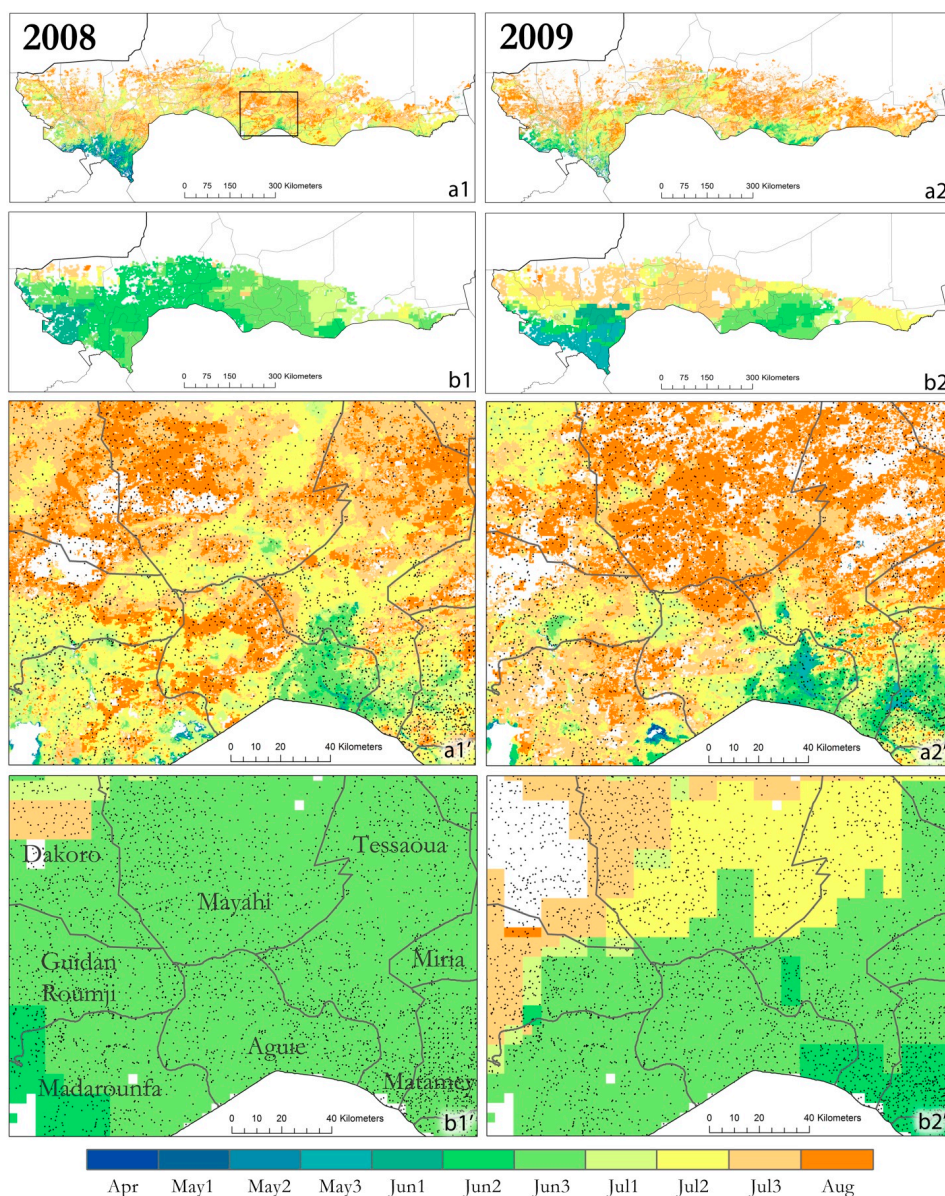 2008
2009
0 75 150 300 Kilometers
a1
0 75 150 300 Kilometers
a2
0 75 150 300 Kilometers
b1
0 75 150 300 Kilometers
b2
0 10 20 40 Kilometers
a1'
0 10 20 40 Kilometers
a2'
Dakoro
Tessaoua
Mayahi
Guidan
Roumji
Miria
Aguie
Madarounfa
Matamey
0 10 20 40 Kilometers
b1'
0 10 20 40 Kilometers
b2'
Apr May1 May2 May3 Jun1 Jun2 Jun3 Jul1 Jul2 Jul3 Aug